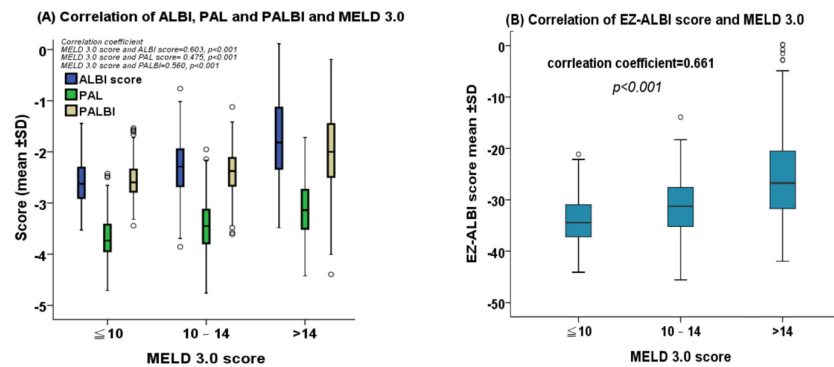 (A) Correlation of ALBI, PAL and PALBI and MELD 3.0
Correlation coefficient
MELD 3.0 score and ALBI score=0.603, p<0.001
MELD 3.0 score and PAL score= 0.475, p<0.001
MELD 3.0 score and PALBI=0.560, p<0.001
ALBI score
PAL
PALBI
Score (mean ±SD)
0
-1
-2
-3
-4
-5
≦10
10 – 14
>14
MELD 3.0 score
(B) Correlation of EZ-ALBI score and MELD 3.0
corrleation coefficient=0.661
p<0.001
EZ-ALBI score mean ±SD
0
-10
-20
-30
-40
-50
≦10
10 – 14
>14
MELD 3.0 score